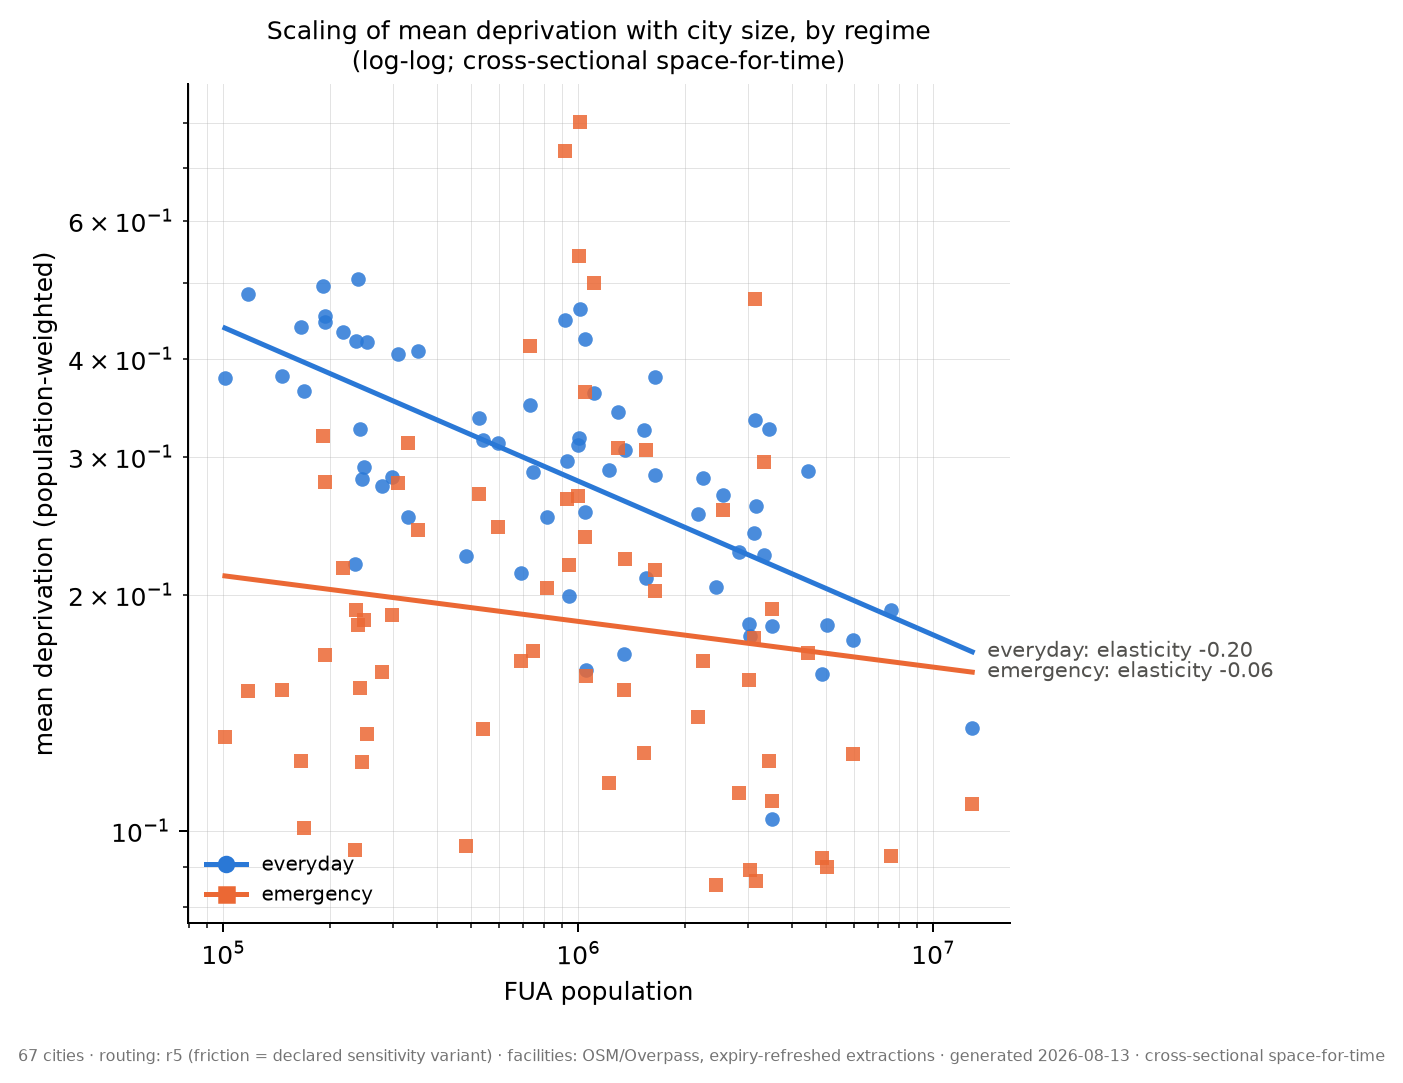 Scaling of mean deprivation with city size, by regime
(log-log; cross-sectional space-for-time)
mean deprivation (population-weighted)
6 × 10⁻¹
4 × 10⁻¹
3 × 10⁻¹
2 × 10⁻¹
10⁻¹
everyday: elasticity -0.20
emergency: elasticity -0.06
everyday
emergency
10⁵ 10⁶ 10⁷
FUA population
67 cities · routing: r5 (friction = declared sensitivity variant) · facilities: OSM/Overpass, expiry-refreshed extractions · generated 2026-08-13 · cross-sectional space-for-time